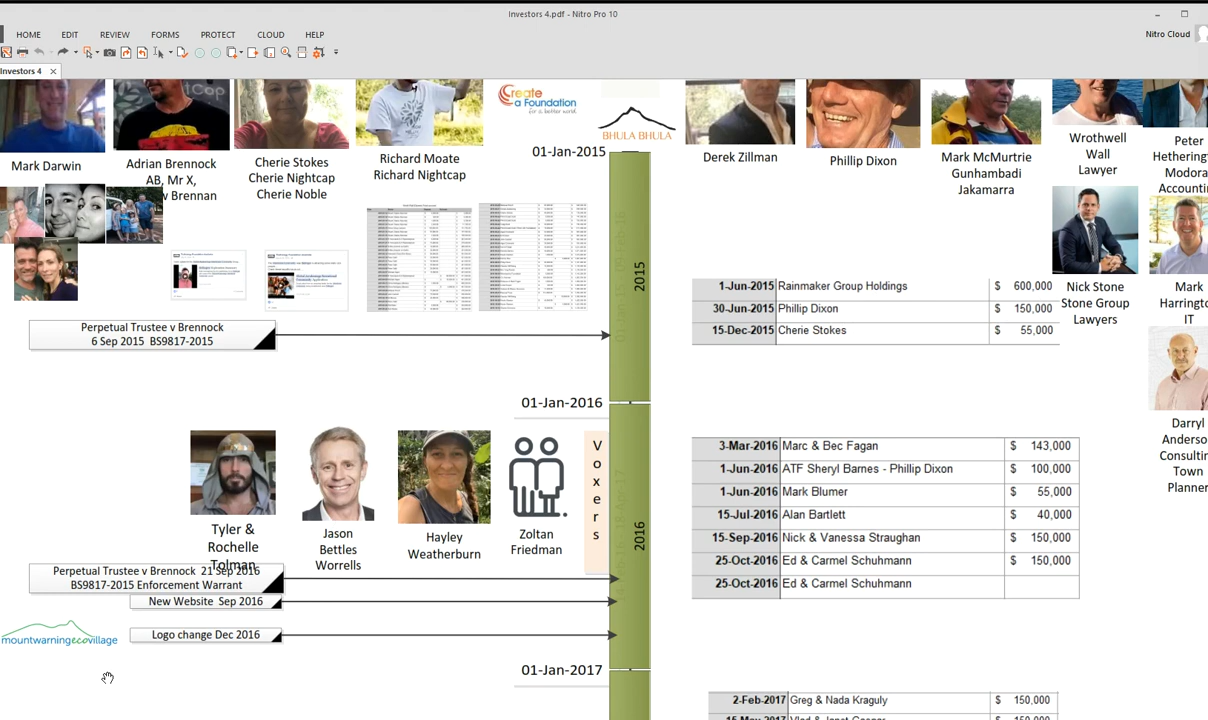 Investors 4.pdf - Nitro Pro 10
HOME EDIT REVIEW FORMS PROTECT CLOUD HELP
Nitro Cloud
Investors 4
Mark Darwin
Adrian Brennock
AB, Mr X,
Brennan
Cherie Stokes
Cherie Nightcap
Cherie Noble
Richard Moate
Richard Nightcap
Create
a Foundation
for a better world
BHULA BHULA
01-Jan-2015
Derek Zillman
Phillip Dixon
Mark McMurtrie
Gunhambadi
Jakamarra
Wrothwell
Wall
Lawyer
Peter
Hethering
Modora
Accountin
2015
1-Jun-2015 Rainmaker Group Holdings $ 600,000
30-Jun-2015 Phillip Dixon $ 150,000
15-Dec-2015 Cherie Stokes $ 55,000
Nick Stone
Stone Group
Lawyers
Mark
Harringto
IT
Perpetual Trustee v Brennock
6 Sep 2015 BS9817-2015
01-Jan-2016
Darryl
Anderso
Consultin
Town
Planner
Tyler &
Rochelle
Tolman
Jason
Bettles
Worrells
Hayley
Weatherburn
Zoltan
Friedman
Voxers
2016
3-Mar-2016 Marc & Bec Fagan $ 143,000
1-Jun-2016 ATF Sheryl Barnes - Phillip Dixon $ 100,000
1-Jun-2016 Mark Blumer $ 55,000
15-Jul-2016 Alan Bartlett $ 40,000
15-Sep-2016 Nick & Vanessa Straughan $ 150,000
25-Oct-2016 Ed & Carmel Schuhmann $ 150,000
25-Oct-2016 Ed & Carmel Schuhmann
Perpetual Trustee v Brennock 21 Sep 2016
BS9817-2015 Enforcement Warrant
New Website Sep 2016
mountwarningecovillage
Logo change Dec 2016
01-Jan-2017
2-Feb-2017 Greg & Nada Kraguly $ 150,000